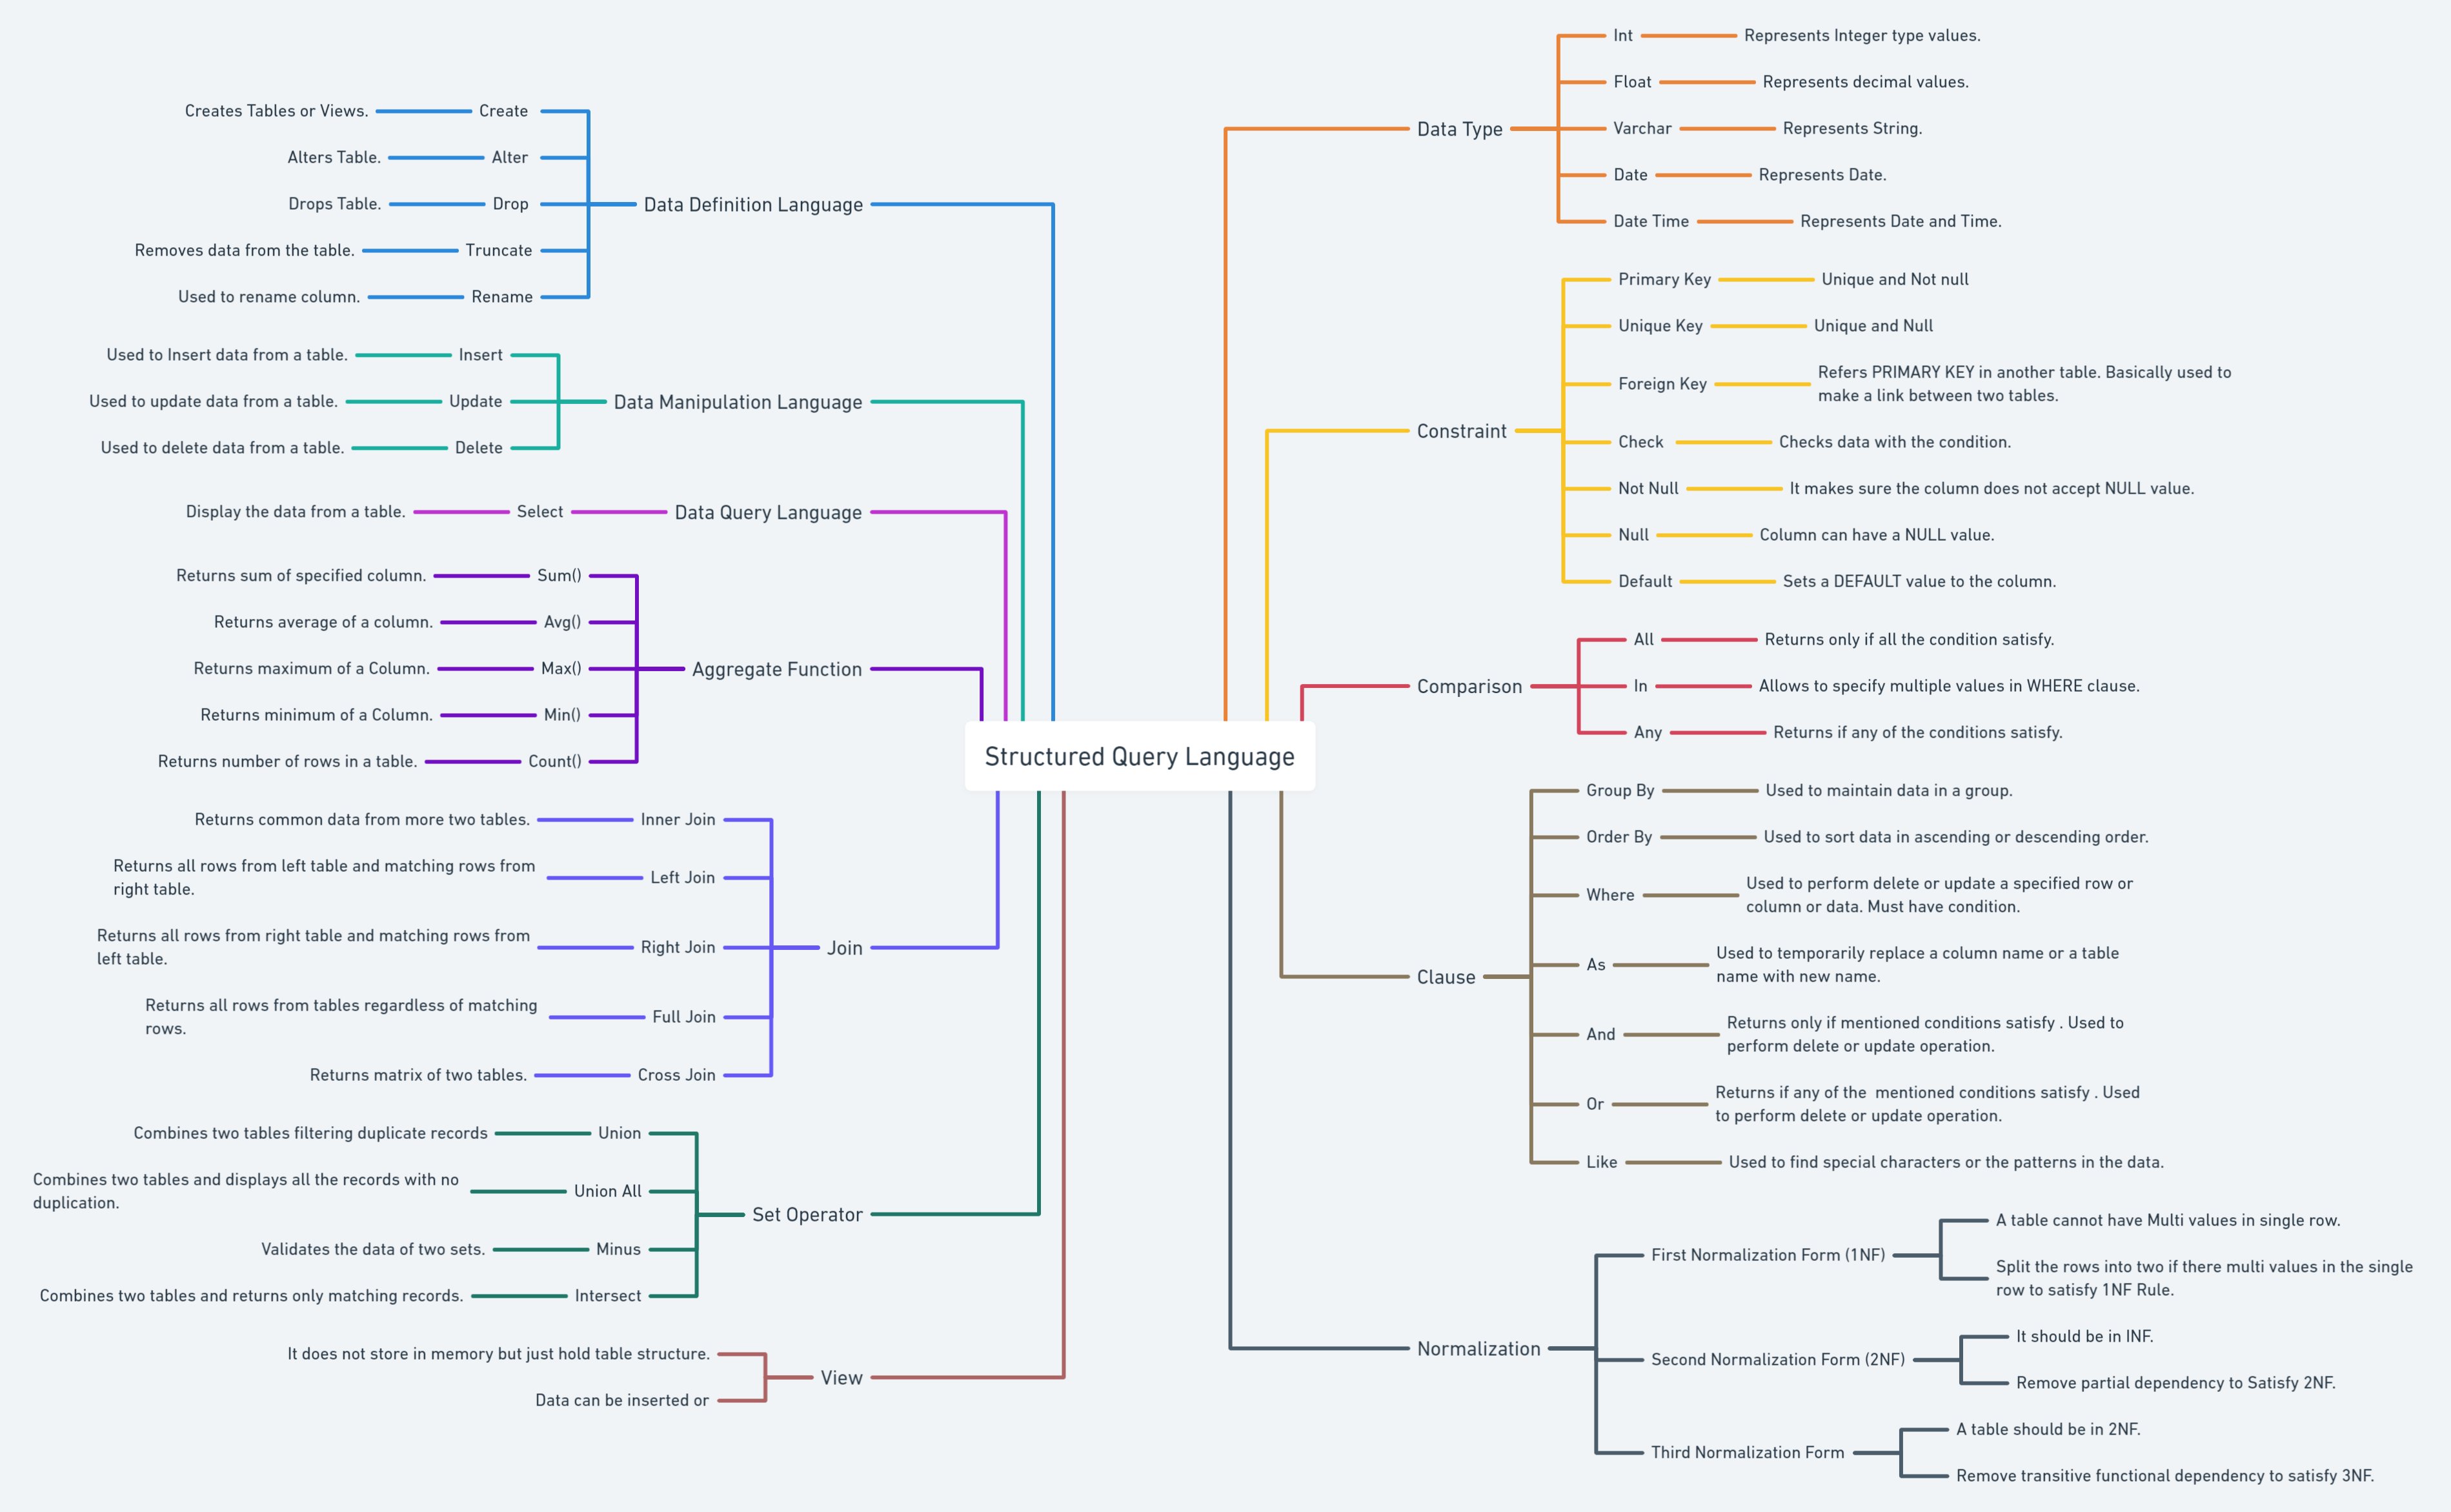 Structured Query Language
Data Definition Language
Create
Creates Tables or Views.
Alter
Alters Table.
Drop
Drops Table.
Truncate
Removes data from the table.
Rename
Used to rename column.
Data Manipulation Language
Insert
Used to Insert data from a table.
Update
Used to update data from a table.
Delete
Used to delete data from a table.
Data Query Language
Select
Display the data from a table.
Aggregate Function
Sum()
Returns sum of specified column.
Avg()
Returns average of a column.
Max()
Returns maximum of a Column.
Min()
Returns minimum of a Column.
Count()
Returns number of rows in a table.
Join
Inner Join
Returns common data from more two tables.
Left Join
Returns all rows from left table and matching rows from
right table.
Right Join
Returns all rows from right table and matching rows from
left table.
Full Join
Returns all rows from tables regardless of matching
rows.
Cross Join
Returns matrix of two tables.
Set Operator
Union
Combines two tables filtering duplicate records
Union All
Combines two tables and displays all the records with no
duplication.
Minus
Validates the data of two sets.
Intersect
Combines two tables and returns only matching records.
View
It does not store in memory but just hold table structure.
Data can be inserted or
Data Type
Int
Represents Integer type values.
Float
Represents decimal values.
Varchar
Represents String.
Date
Represents Date.
Date Time
Represents Date and Time.
Constraint
Primary Key
Unique and Not null
Unique Key
Unique and Null
Foreign Key
Refers PRIMARY KEY in another table. Basically used to
make a link between two tables.
Check
Checks data with the condition.
Not Null
It makes sure the column does not accept NULL value.
Null
Column can have a NULL value.
Default
Sets a DEFAULT value to the column.
Comparison
All
Returns only if all the condition satisfy.
In
Allows to specify multiple values in WHERE clause.
Any
Returns if any of the conditions satisfy.
Clause
Group By
Used to maintain data in a group.
Order By
Used to sort data in ascending or descending order.
Where
Used to perform delete or update a specified row or
column or data. Must have condition.
As
Used to temporarily replace a column name or a table
name with new name.
And
Returns only if mentioned conditions satisfy . Used to
perform delete or update operation.
Or
Returns if any of the  mentioned conditions satisfy . Used
to perform delete or update operation.
Like
Used to find special characters or the patterns in the data.
Normalization
First Normalization Form (1NF)
A table cannot have Multi values in single row.
Split the rows into two if there multi values in the single
row to satisfy 1NF Rule.
Second Normalization Form (2NF)
It should be in INF.
Remove partial dependency to Satisfy 2NF.
Third Normalization Form
A table should be in 2NF.
Remove transitive functional dependency to satisfy 3NF.